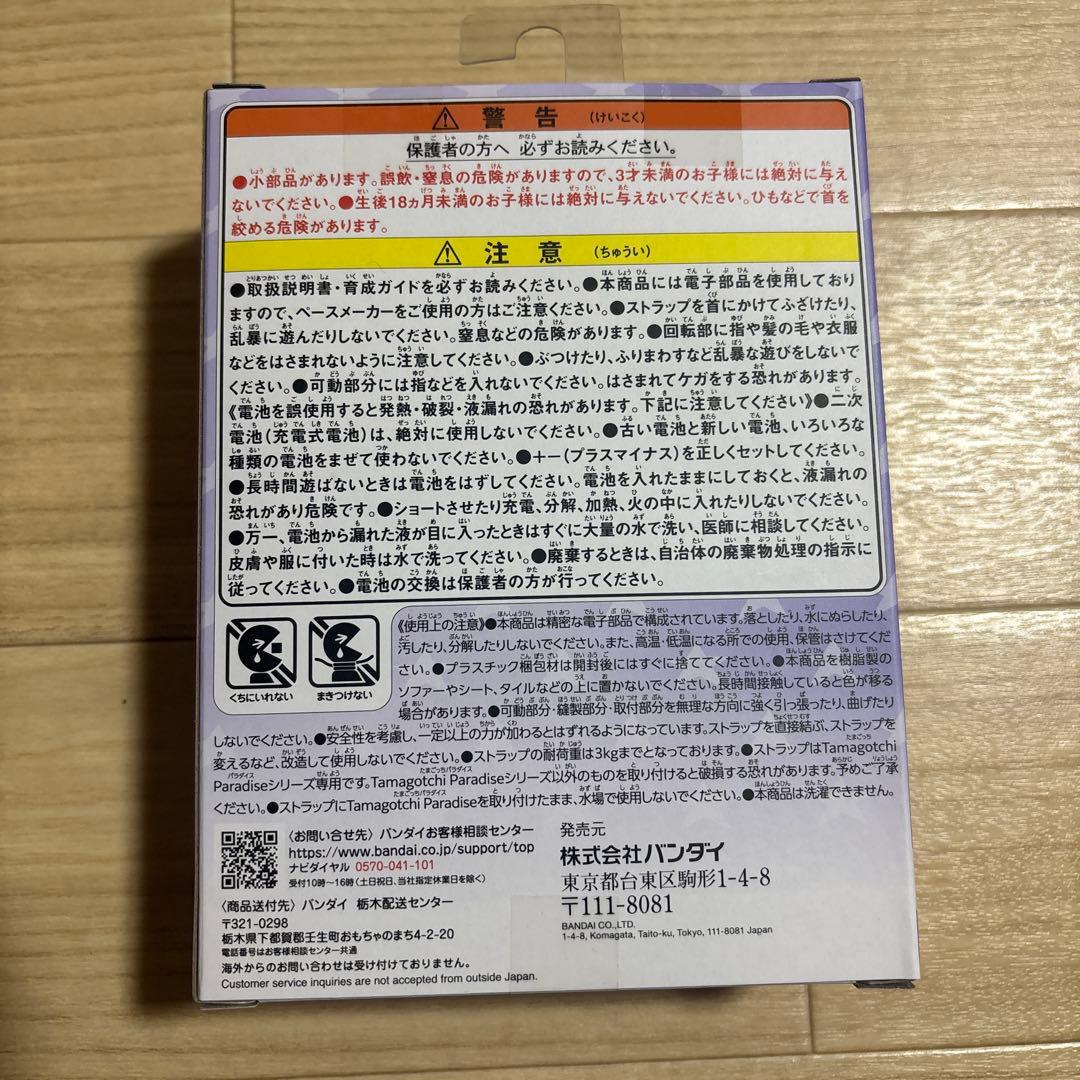 ⚠ 警告 (けいこく)
保護者の方へ 必ずお読みください。
●小部品があります。誤飲・窒息の危険がありますので、3才未満のお子様には絶対に与え
ないでください。●生後18ヵ月未満のお子様には絶対に与えないでください。ひもなどで首を
絞める危険があります。
⚠ 注意 (ちゅうい)
●取扱説明書・育成ガイドを必ずお読みください。●本商品には電子部品を使用しており
ますので、ペースメーカーをご使用の方はご注意ください。●ストラップを首にかけてふざけたり、
乱暴に遊んだりしないでください。窒息などの危険があります。●回転部に指や髪の毛や衣服
などをはさまれないように注意してください。●ぶつけたり、ふりまわすなど乱暴な遊びをしないで
ください。●可動部分には指などを入れないでください。はさまれてケガをする恐れがあります。
《電池を誤使用すると発熱・破裂・液漏れの恐れがあります。下記に注意してください》●二次
電池(充電式電池)は、絶対に使用しないでください。●古い電池と新しい電池、いろいろな
種類の電池をまぜて使わないでください。●+-(プラスマイナス)を正しくセットしてください。
●長時間遊ばないときは電池をはずしてください。電池を入れたままにしておくと、液漏れの
恐れがあり危険です。●ショートさせたり充電、分解、加熱、火の中に入れたりしないでください。
●万一、電池から漏れた液が目に入ったときはすぐに大量の水で洗い、医師に相談してください。
皮膚や服に付いた時は水で洗ってください。●廃棄するときは、自治体の廃棄物処理の指示に
従ってください。●電池の交換は保護者の方が行ってください。
くちにいれない
まきつけない
《使用上の注意》●本商品は精密な電子部品で構成されています。落としたり、水にぬらしたり、
汚したり、分解したりしないでください。また、高温・低温になる所での使用、保管はさけてくだ
さい。●プラスチック梱包材は開封後にはすぐに捨ててください。●本商品を樹脂製の
ソファーやシート、タイルなどの上に置かないでください。長時間接触していると色が移る
場合があります。●可動部分・縫製部分・取付部分を無理な方向に強く引っ張ったり、曲げたり
しないでください。●安全性を考慮し、一定以上の力が加わるとはずれるようになっています。ストラップを直接結ぶ、ストラップを
変えるなど、改造して使用しないでください。●ストラップの耐荷重は3kgまでとなっております。●ストラップはTamagotchi
Paradiseシリーズ専用です。Tamagotchi Paradiseシリーズ以外のものを取り付けると破損する恐れがあります。予めご了承
ください。●ストラップにTamagotchi Paradiseを取り付けたまま、水場で使用しないでください。●本商品は洗濯できません。
〈お問い合せ先〉バンダイお客様相談センター
https://www.bandai.co.jp/support/top
ナビダイヤル 0570-041-101
受付10時~16時(土日祝日、当社指定休業日を除く)
〈商品送付先〉バンダイ 栃木配送センター
〒321-0298
栃木県下都賀郡壬生町おもちゃのまち4-2-20
電話番号はお客様相談センター共通
海外からのお問い合わせは受け付けておりません。
Customer service inquiries are not accepted from outside Japan.
発売元
株式会社バンダイ
東京都台東区駒形1-4-8
〒111-8081
BANDAI CO.,LTD.
1-4-8, Komagata, Taito-ku, Tokyo, 111-8081 Japan